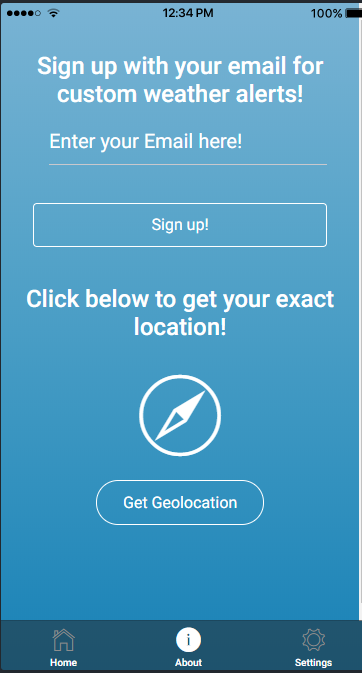 12:34 PM
100%
Sign up with your email for
custom weather alerts!
Enter your Email here!
Sign up!
Click below to get your exact
location!
Get Geolocation
i
Home
About
Settings